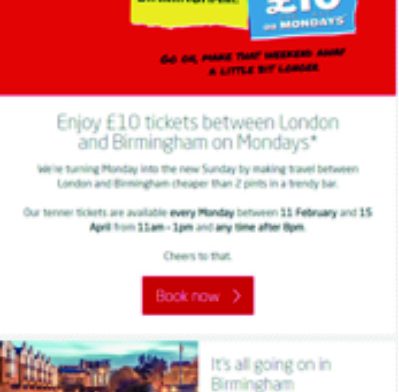 BIRMINGHAM.
£10
ON MONDAYS
GO ON, MAKE THAT WEEKEND AWAY
A LITTLE BIT LONGER
Enjoy £10 tickets between London
and Birmingham on Mondays*
We're turning Monday into the new Sunday by making travel between
London and Birmingham cheaper than 2 pints in a trendy bar.
Our tenner tickets are available every Monday between 11 February and 15
April from 11am - 1pm and any time after 8pm.
Cheers to that.
Book now >
It's all going on in
Birmingham